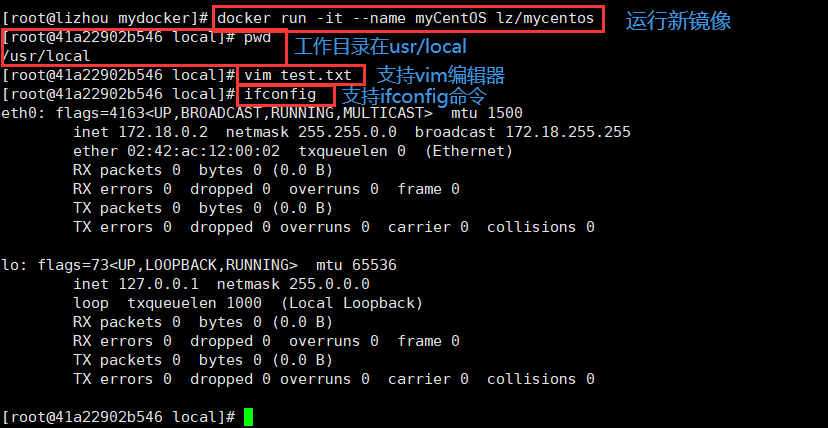 [root@lizhou mydocker]# docker run -it --name myCentOS lz/mycentos 运行新镜像
[root@41a22902b546 local]# pwd
/usr/local 工作目录在usr/local
[root@41a22902b546 local]# vim test.txt 支持vim编辑器
[root@41a22902b546 local]# ifconfig 支持ifconfig命令
eth0: flags=4163<UP,BROADCAST,RUNNING,MULTICAST>  mtu 1500
        inet 172.18.0.2  netmask 255.255.0.0  broadcast 172.18.255.255
        ether 02:42:ac:12:00:02  txqueuelen 0  (Ethernet)
        RX packets 0  bytes 0 (0.0 B)
        RX errors 0  dropped 0  overruns 0  frame 0
        TX packets 0  bytes 0 (0.0 B)
        TX errors 0  dropped 0 overruns 0  carrier 0  collisions 0
lo: flags=73<UP,LOOPBACK,RUNNING>  mtu 65536
        inet 127.0.0.1  netmask 255.0.0.0
        loop  txqueuelen 1000  (Local Loopback)
        RX packets 0  bytes 0 (0.0 B)
        RX errors 0  dropped 0  overruns 0  frame 0
        TX packets 0  bytes 0 (0.0 B)
        TX errors 0  dropped 0 overruns 0  carrier 0  collisions 0
[root@41a22902b546 local]#